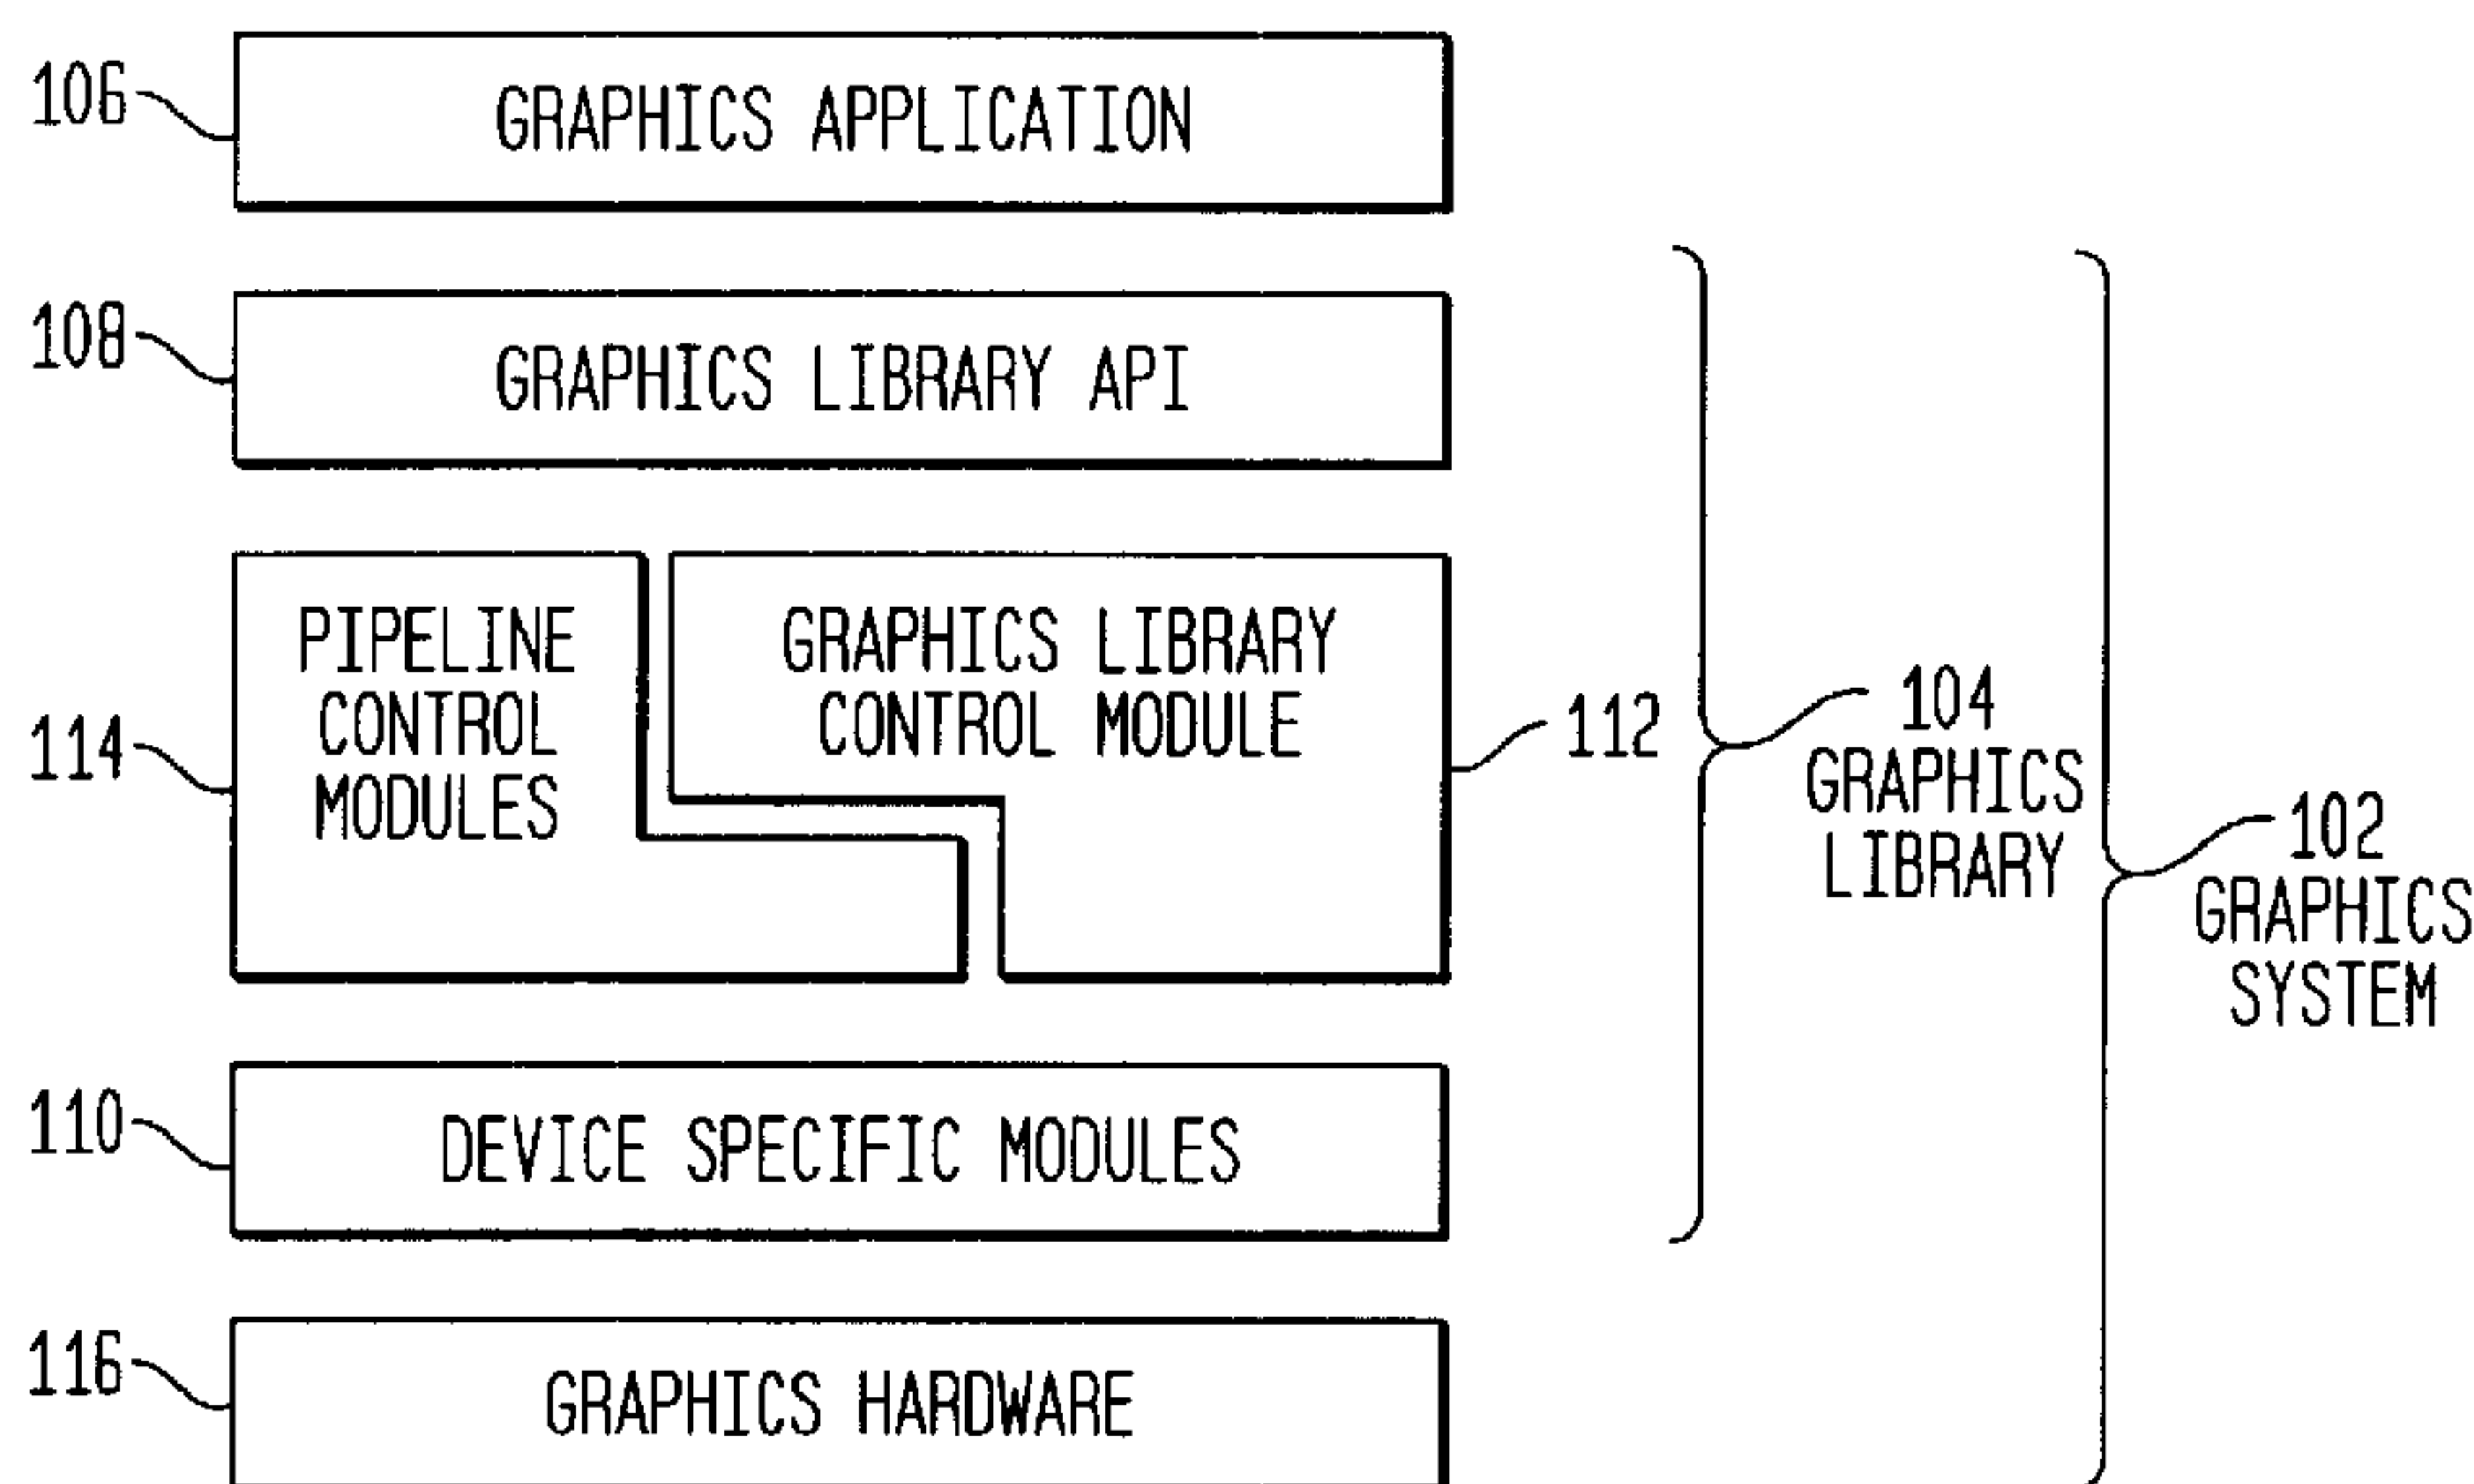 106
GRAPHICS APPLICATION
108
GRAPHICS LIBRARY API
114
PIPELINE
CONTROL
MODULES
GRAPHICS LIBRARY
CONTROL MODULE
112
104
GRAPHICS
LIBRARY
102
GRAPHICS
SYSTEM
110
DEVICE SPECIFIC MODULES
116
GRAPHICS HARDWARE